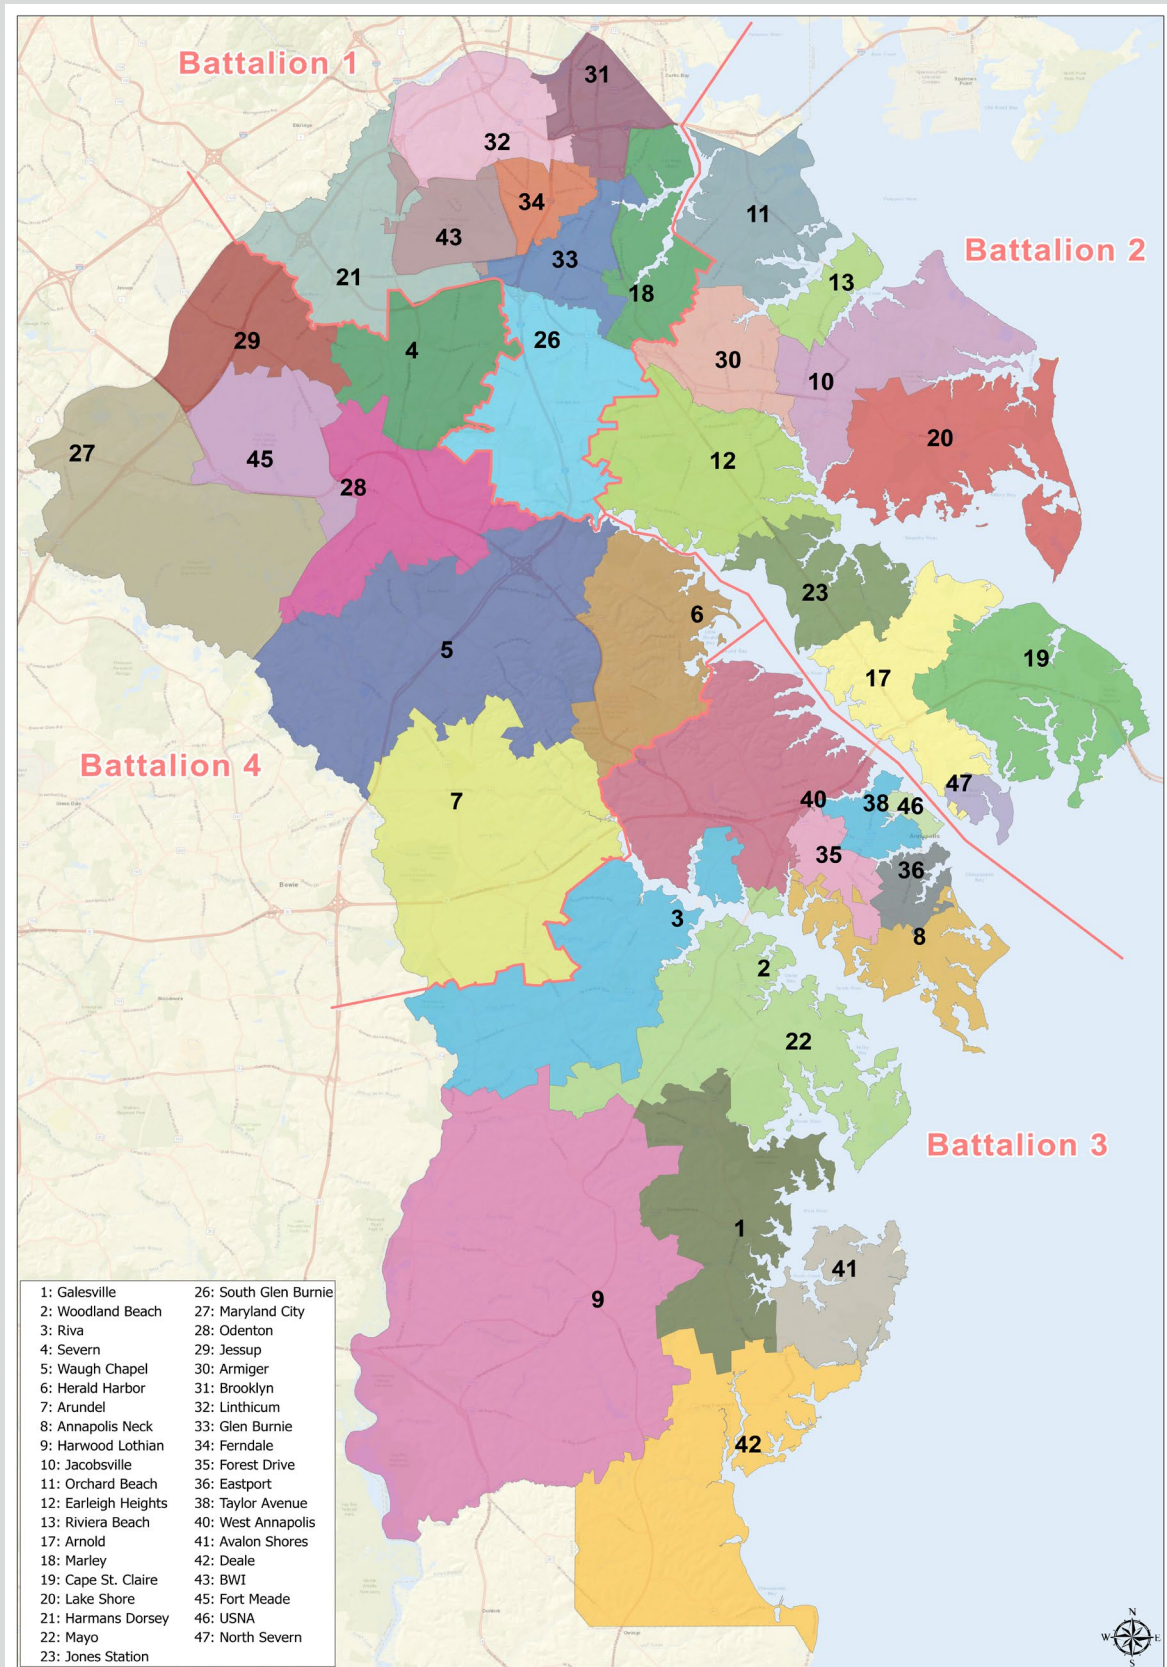 Battalion 1
31
32
34
43
11
33
21
18
13
Battalion 2
29
4
26
30
10
20
27
45
12
28
23
6
5
17
19
Battalion 4
7
40
38
46
47
35
36
3
8
2
22
Battalion 3
1
41
9
42
1: Galesville
2: Woodland Beach
3: Riva
4: Severn
5: Waugh Chapel
6: Herald Harbor
7: Arundel
8: Annapolis Neck
9: Harwood Lothian
10: Jacobsville
11: Orchard Beach
12: Earleigh Heights
13: Riviera Beach
17: Arnold
18: Marley
19: Cape St. Claire
20: Lake Shore
21: Harmans Dorsey
22: Mayo
23: Jones Station
26: South Glen Burnie
27: Maryland City
28: Odenton
29: Jessup
30: Armiger
31: Brooklyn
32: Linthicum
33: Glen Burnie
34: Ferndale
35: Forest Drive
36: Eastport
38: Taylor Avenue
40: West Annapolis
41: Avalon Shores
42: Deale
43: BWI
45: Fort Meade
46: USNA
47: North Severn
N
W
E
S
Bowie
Annapolis